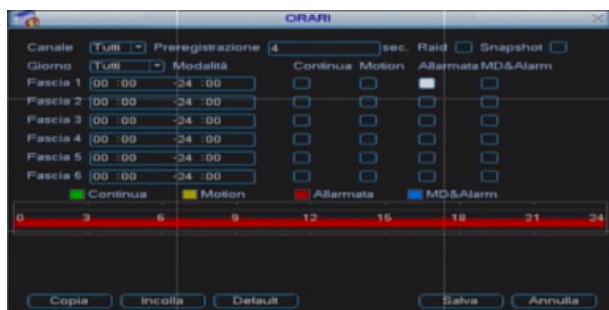 ORARI
Canale Tutti Preregistrazione 4 sec. Raid Snapshot
Giorno Tutti Modalità Continua Motion Allarmata MD&Alarm
Fascia 1 00 :00 -24 :00
Fascia 2 00 :00 -24 :00
Fascia 3 00 :00 -24 :00
Fascia 4 00 :00 -24 :00
Fascia 5 00 :00 -24 :00
Fascia 6 00 :00 -24 :00
Continua Motion Allarmata MD&Alarm
0 3 6 9 12 15 18 21 24
Copia Incolla Default Salva Annulla